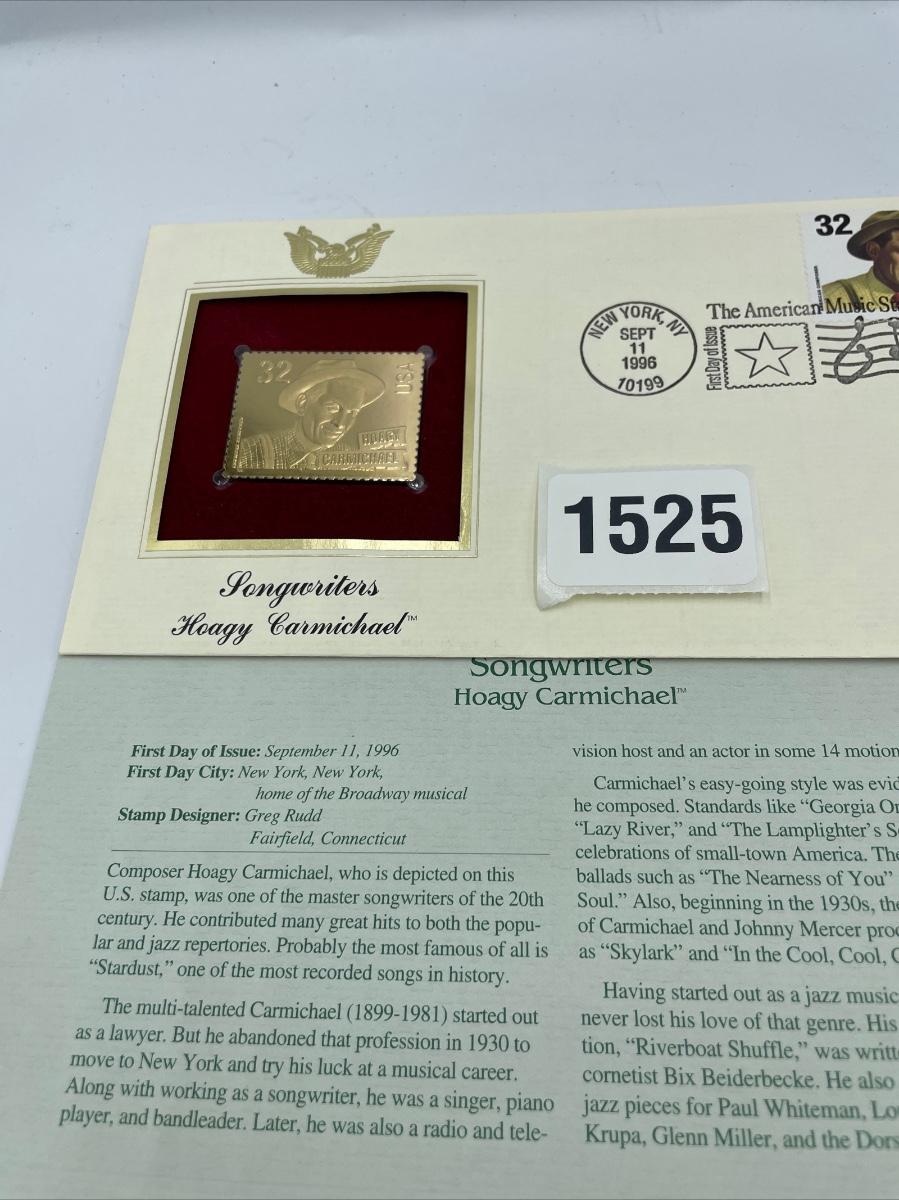 32
NEW YORK, NY
SEPT
11
1996
10199
The American Music Sta
First Day of Issue
32
USA
HOAGY
CARMICHAEL
1525
Songwriters
Hoagy Carmichael™
Songwriters
Hoagy Carmichael™
First Day of Issue: September 11, 1996
First Day City: New York, New York,
home of the Broadway musical
Stamp Designer: Greg Rudd
Fairfield, Connecticut
Composer Hoagy Carmichael, who is depicted on this
U.S. stamp, was one of the master songwriters of the 20th
century. He contributed many great hits to both the popu-
lar and jazz repertories. Probably the most famous of all is
“Stardust,” one of the most recorded songs in history.
The multi-talented Carmichael (1899-1981) started out
as a lawyer. But he abandoned that profession in 1930 to
move to New York and try his luck at a musical career.
Along with working as a songwriter, he was a singer, piano
player, and bandleader. Later, he was also a radio and tele-
vision host and an actor in some 14 motion
Carmichael’s easy-going style was evid
he composed. Standards like “Georgia On
“Lazy River,” and “The Lamplighter’s Se
celebrations of small-town America. The
ballads such as “The Nearness of You”
Soul.” Also, beginning in the 1930s, the
of Carmichael and Johnny Mercer prod
as “Skylark” and “In the Cool, Cool, C
Having started out as a jazz music
never lost his love of that genre. His
tion, “Riverboat Shuffle,” was writt
cornetist Bix Beiderbecke. He also
jazz pieces for Paul Whiteman, Lou
Krupa, Glenn Miller, and the Dors